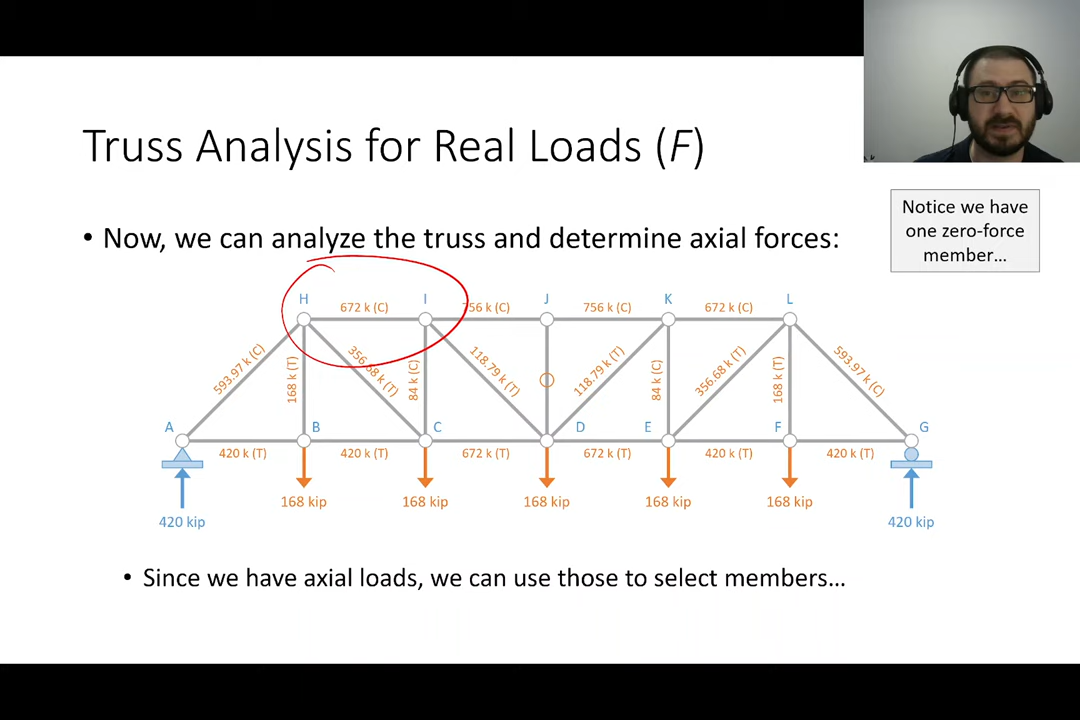 Truss Analysis for Real Loads (F)
Notice we have
one zero-force
member…
• Now, we can analyze the truss and determine axial forces:
H 672 k (C) I 756 k (C) J 756 k (C) K 672 k (C) L
593.97 k (C) 168 k (T) 356.68 k (T) 84 k (C) 118.79 k (T) 118.79 k (T) 84 k (C) 356.68 k (T) 168 k (T) 593.97 k (C)
A B C D E F G
420 k (T) 420 k (T) 672 k (T) 672 k (T) 420 k (T) 420 k (T)
168 kip 168 kip 168 kip 168 kip 168 kip
420 kip 420 kip
• Since we have axial loads, we can use those to select members…